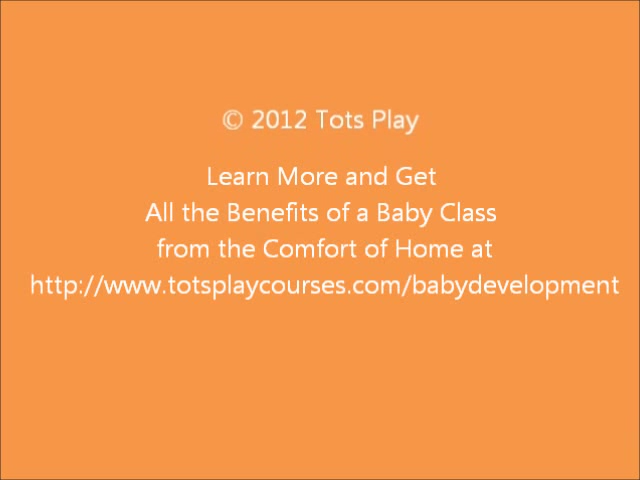 © 2012 Tots Play
Learn More and Get
All the Benefits of a Baby Class
from the Comfort of Home at
http://www.totsplaycourses.com/babydevelopment